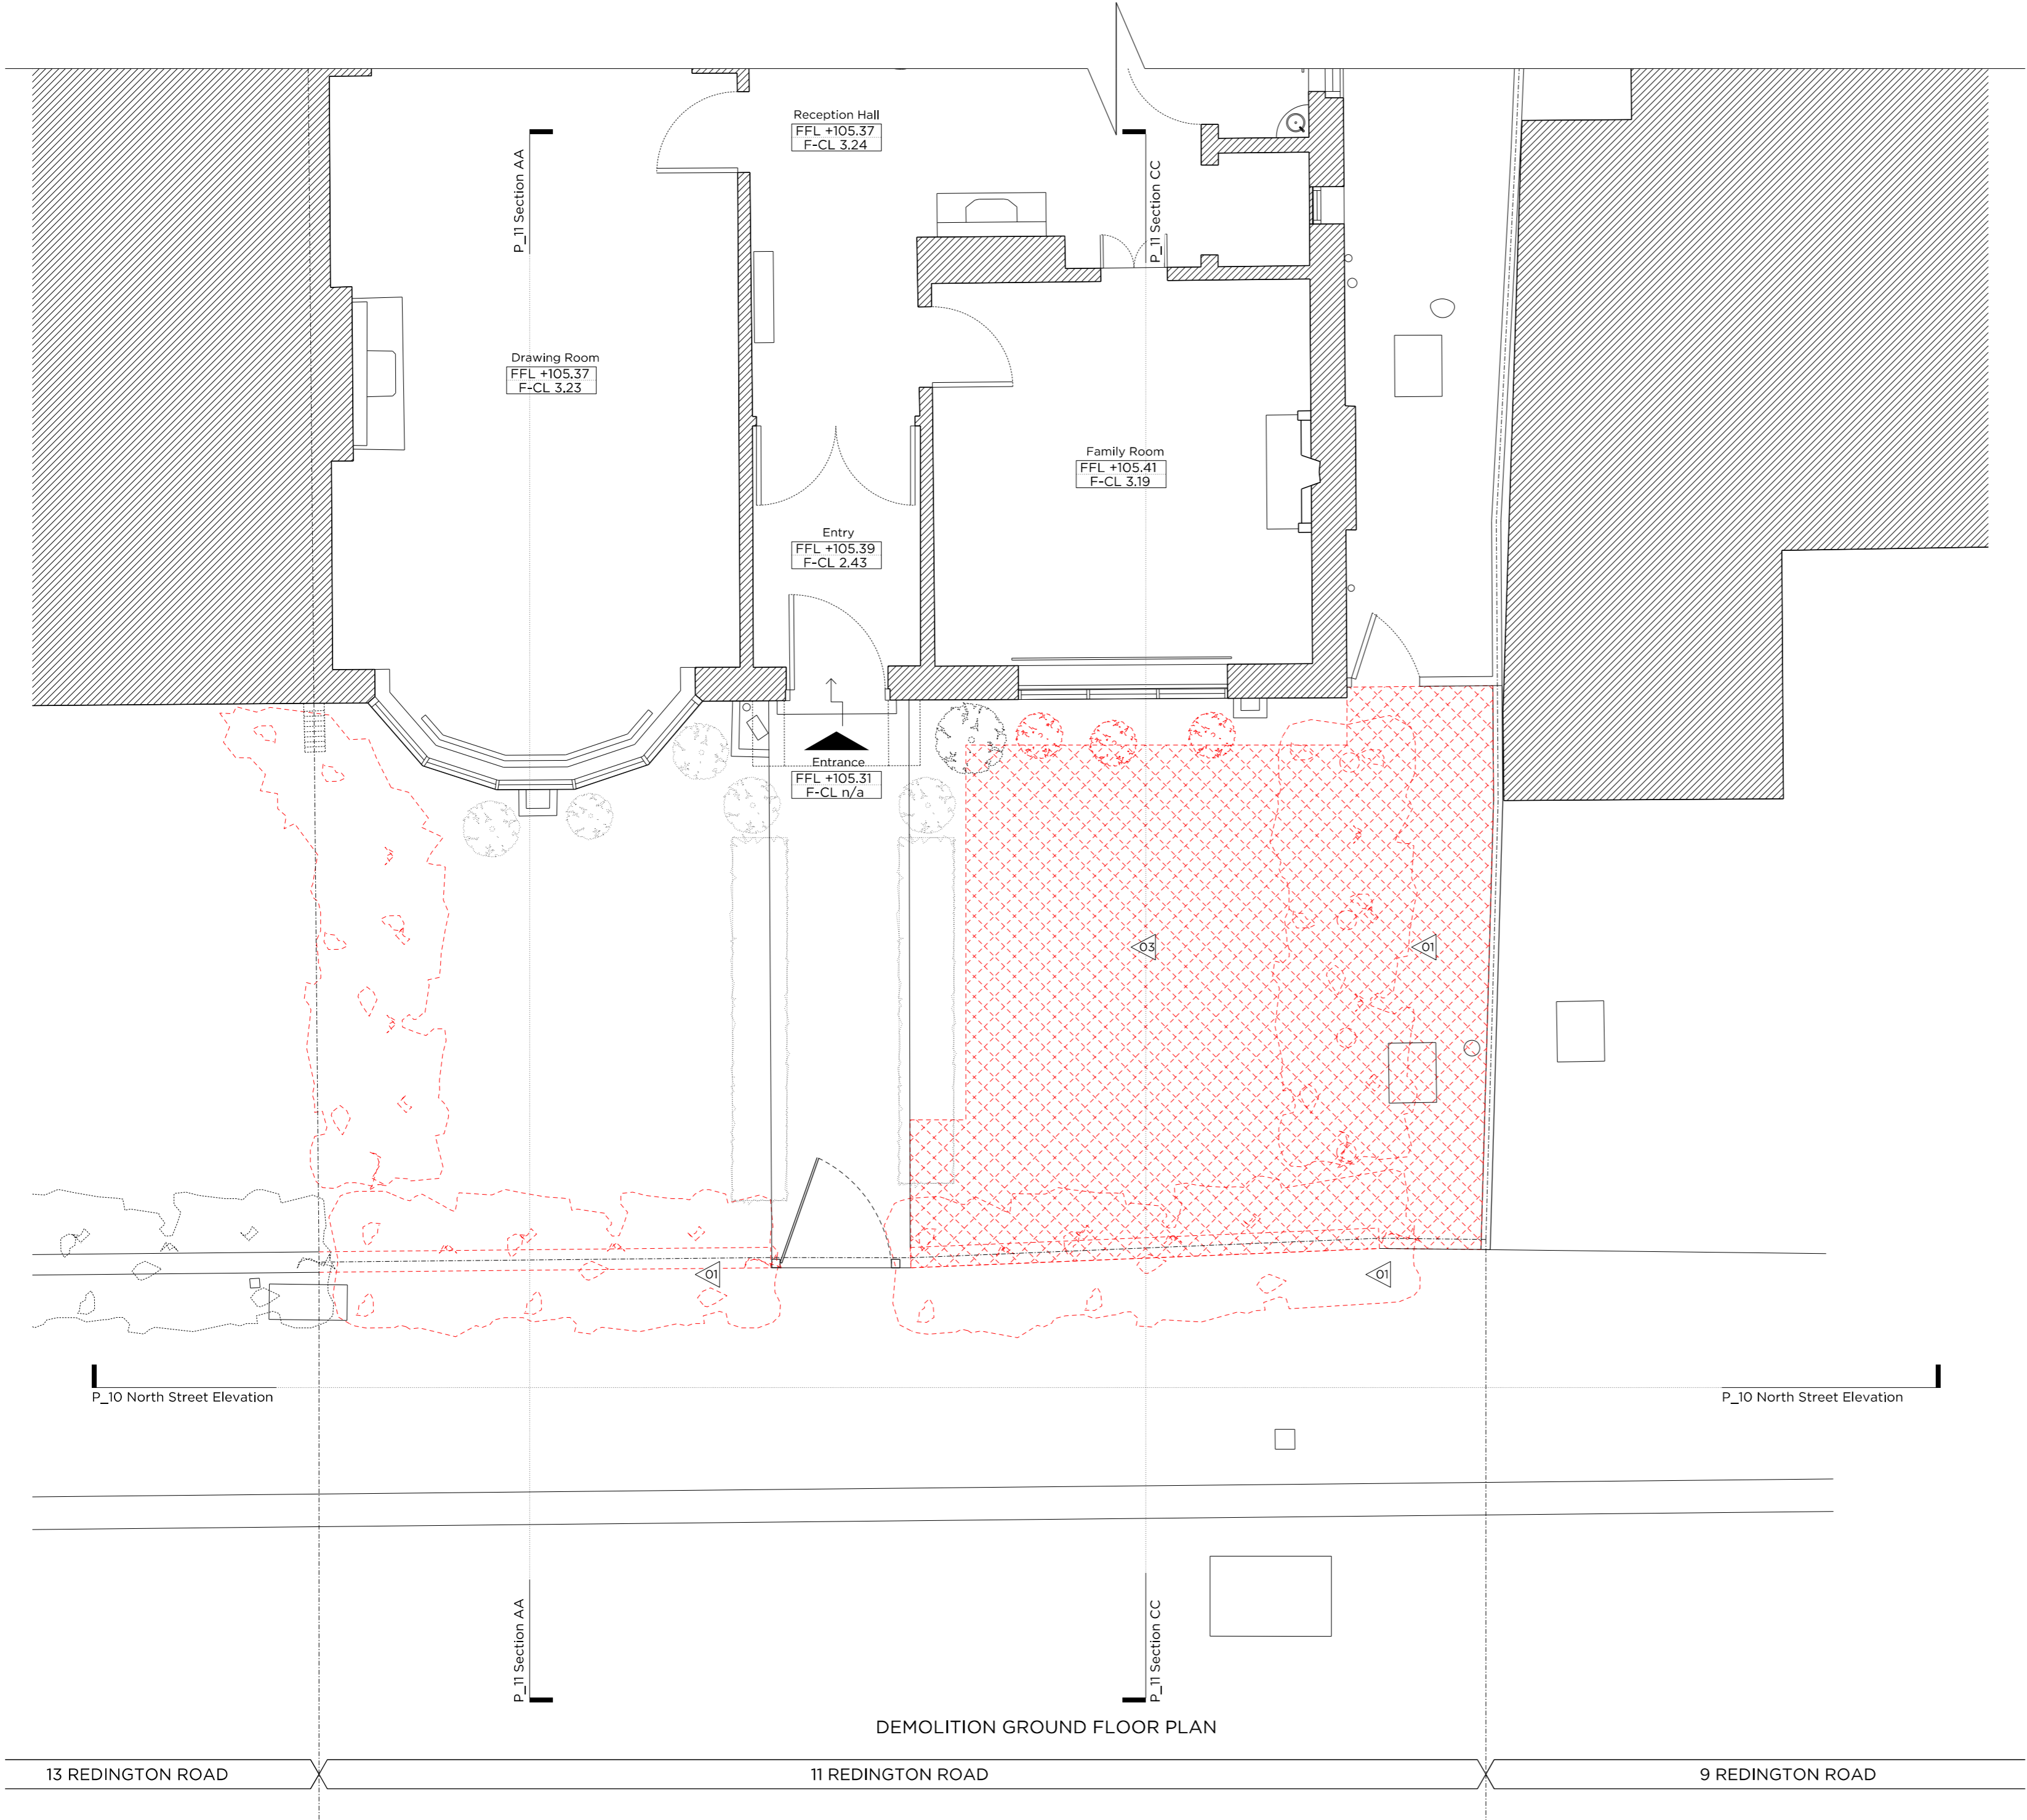 Reception Hall
FFL +105.37
F-CL 3.24
P_11 Section AA
P_11 Section CC
Drawing Room
FFL +105.37
F-CL 3.23
Family Room
FFL +105.41
F-CL 3.19
Entry
FFL +105.39
F-CL 2.43
Entrance
FFL +105.31
F-CL n/a
03
01
01
01
P_10 North Street Elevation
P_10 North Street Elevation
P_11 Section AA
P_11 Section CC
DEMOLITION GROUND FLOOR PLAN
13 REDINGTON ROAD
11 REDINGTON ROAD
9 REDINGTON ROAD